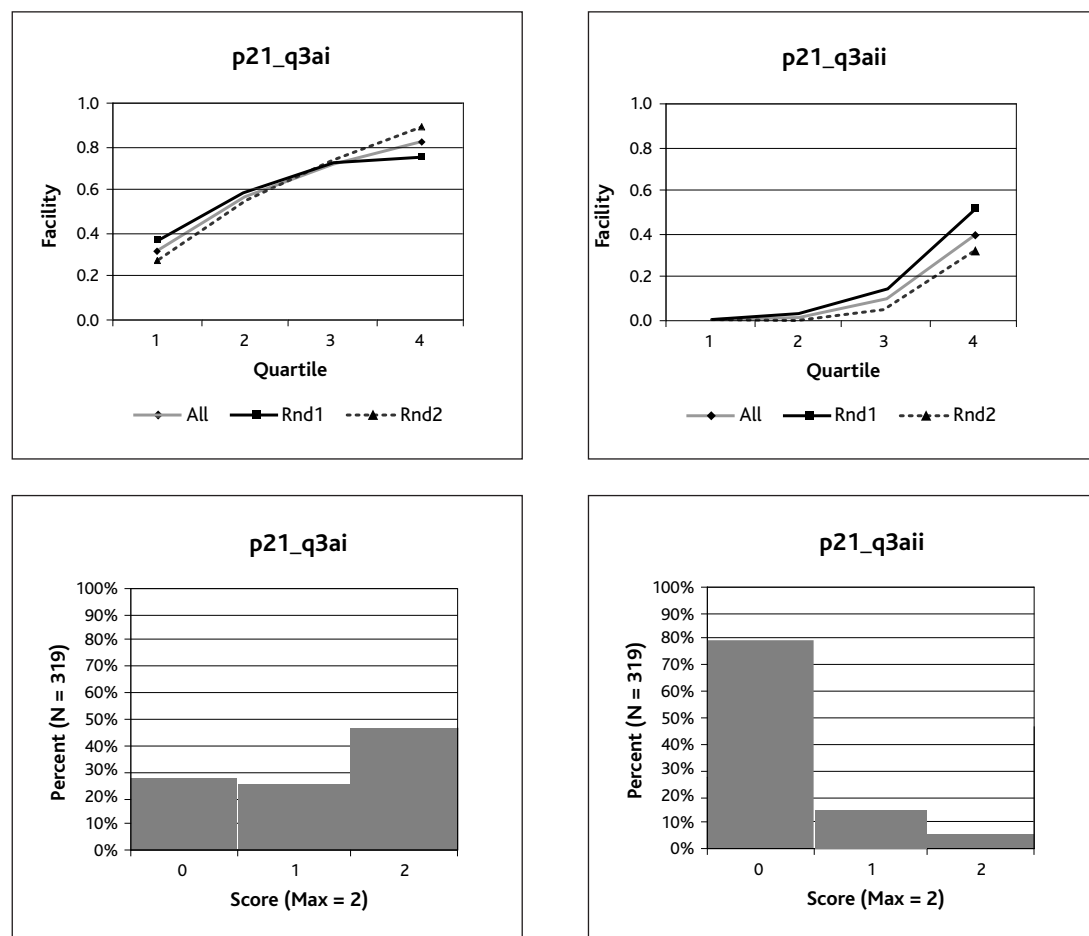 p21_q3ai
1.0
0.8
0.6
0.4
0.2
0.0
Facility
1 2 3 4
Quartile
All Rnd1 Rnd2
p21_q3aii
1.0
0.8
0.6
0.4
0.2
0.0
Facility
1 2 3 4
Quartile
All Rnd1 Rnd2
p21_q3ai
100%
90%
80%
70%
60%
50%
40%
30%
20%
10%
0%
Percent (N = 319)
0 1 2
Score (Max = 2)
p21_q3aii
100%
90%
80%
70%
60%
50%
40%
30%
20%
10%
0%
Percent (N = 319)
0 1 2
Score (Max = 2)